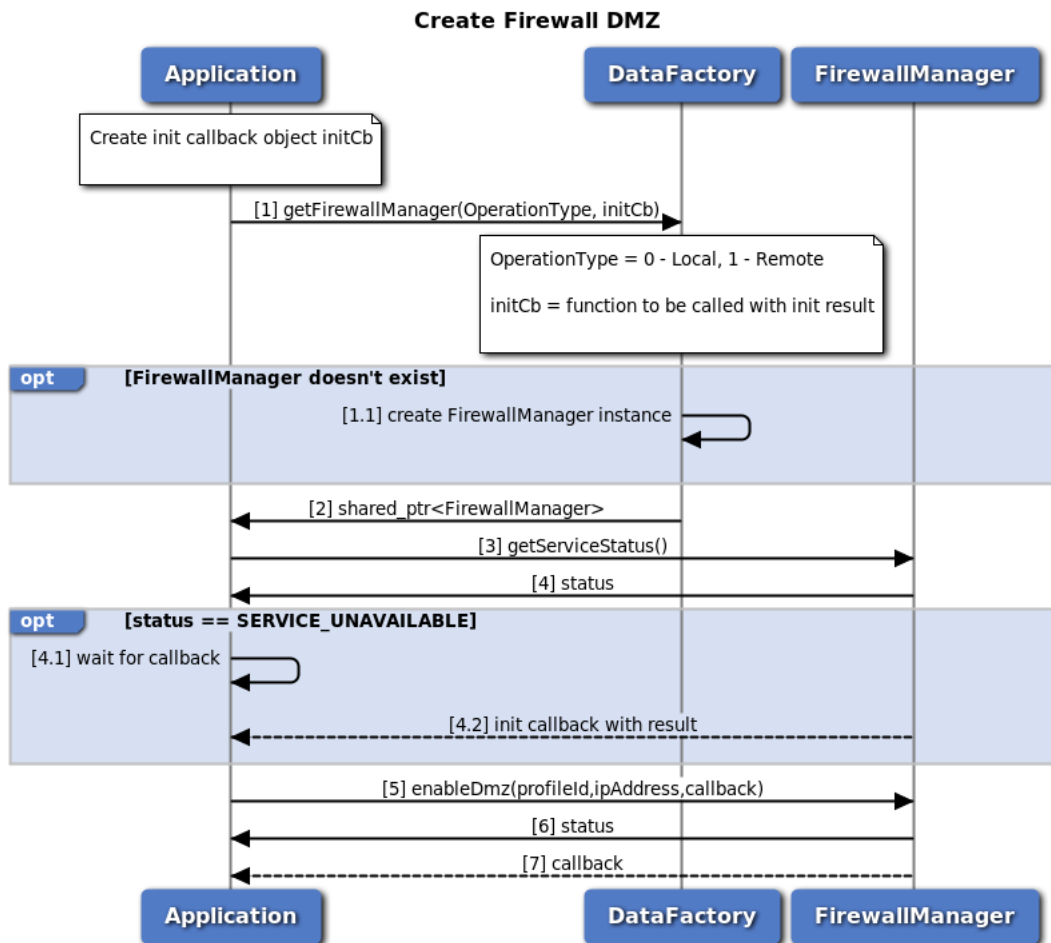 Create Firewall DMZ
Application
DataFactory
FirewallManager
Create init callback object initCb
[1] getFirewallManager(OperationType, initCb)
OperationType = 0 - Local, 1 - Remote
initCb = function to be called with init result
opt
[FirewallManager doesn't exist]
[1.1] create FirewallManager instance
[2] shared_ptr<FirewallManager>
[3] getServiceStatus()
[4] status
opt
[status == SERVICE_UNAVAILABLE]
[4.1] wait for callback
[4.2] init callback with result
[5] enableDmz(profileId,ipAddress,callback)
[6] status
[7] callback
Application
DataFactory
FirewallManager